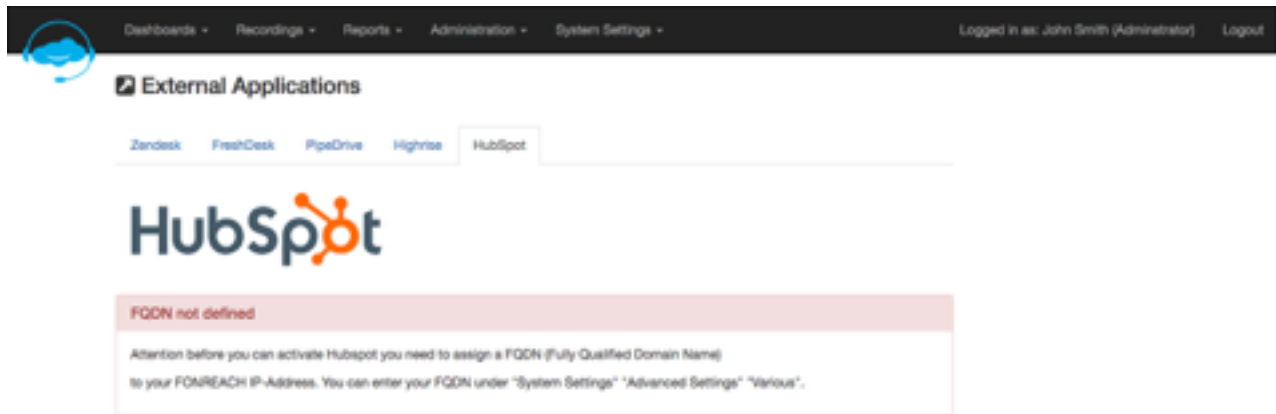 Dashboards Recordings Reports Administration System Settings Logged in as: John Smith (Adminstrator) Logout
External Applications
Zendesk FreshDesk PipeDrive Highrise HubSpot
HubSpot
FQDN not defined
Attention before you can activate Hubspot you need to assign a FQDN (Fully Qualified Domain Name)
to your FONREACH IP-Address. You can enter your FQDN under "System Settings" "Advanced Settings" "Various".